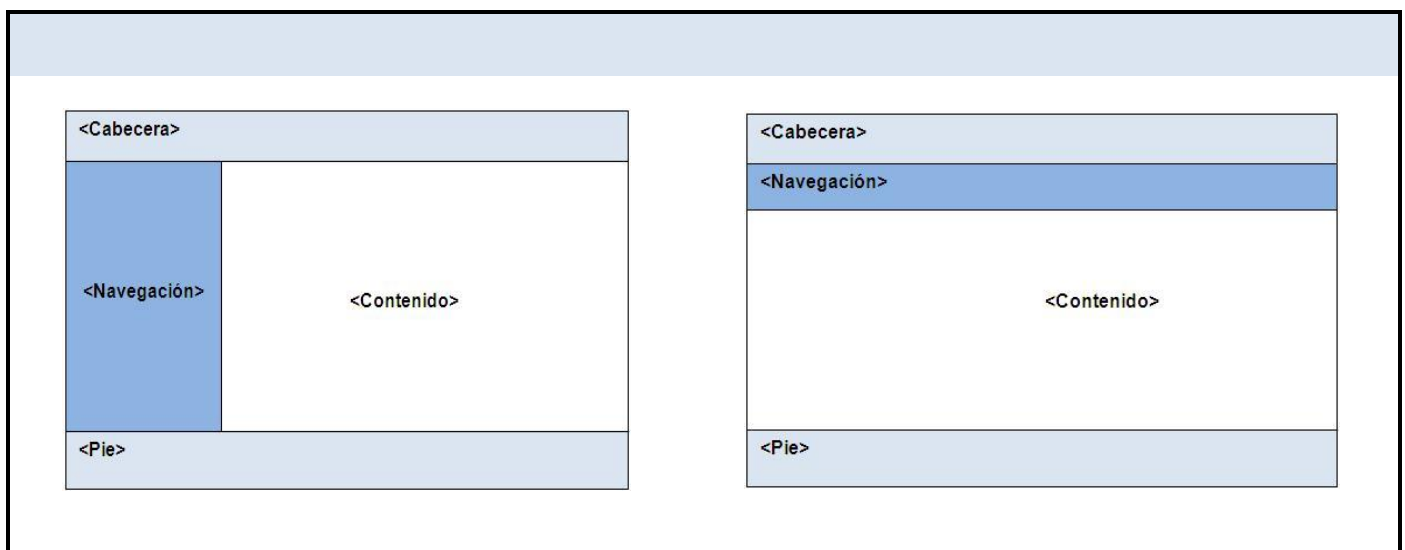 <Cabecera>
<Navegación>
<Contenido>
<Pie>
<Cabecera>
<Navegación>
<Contenido>
<Pie>